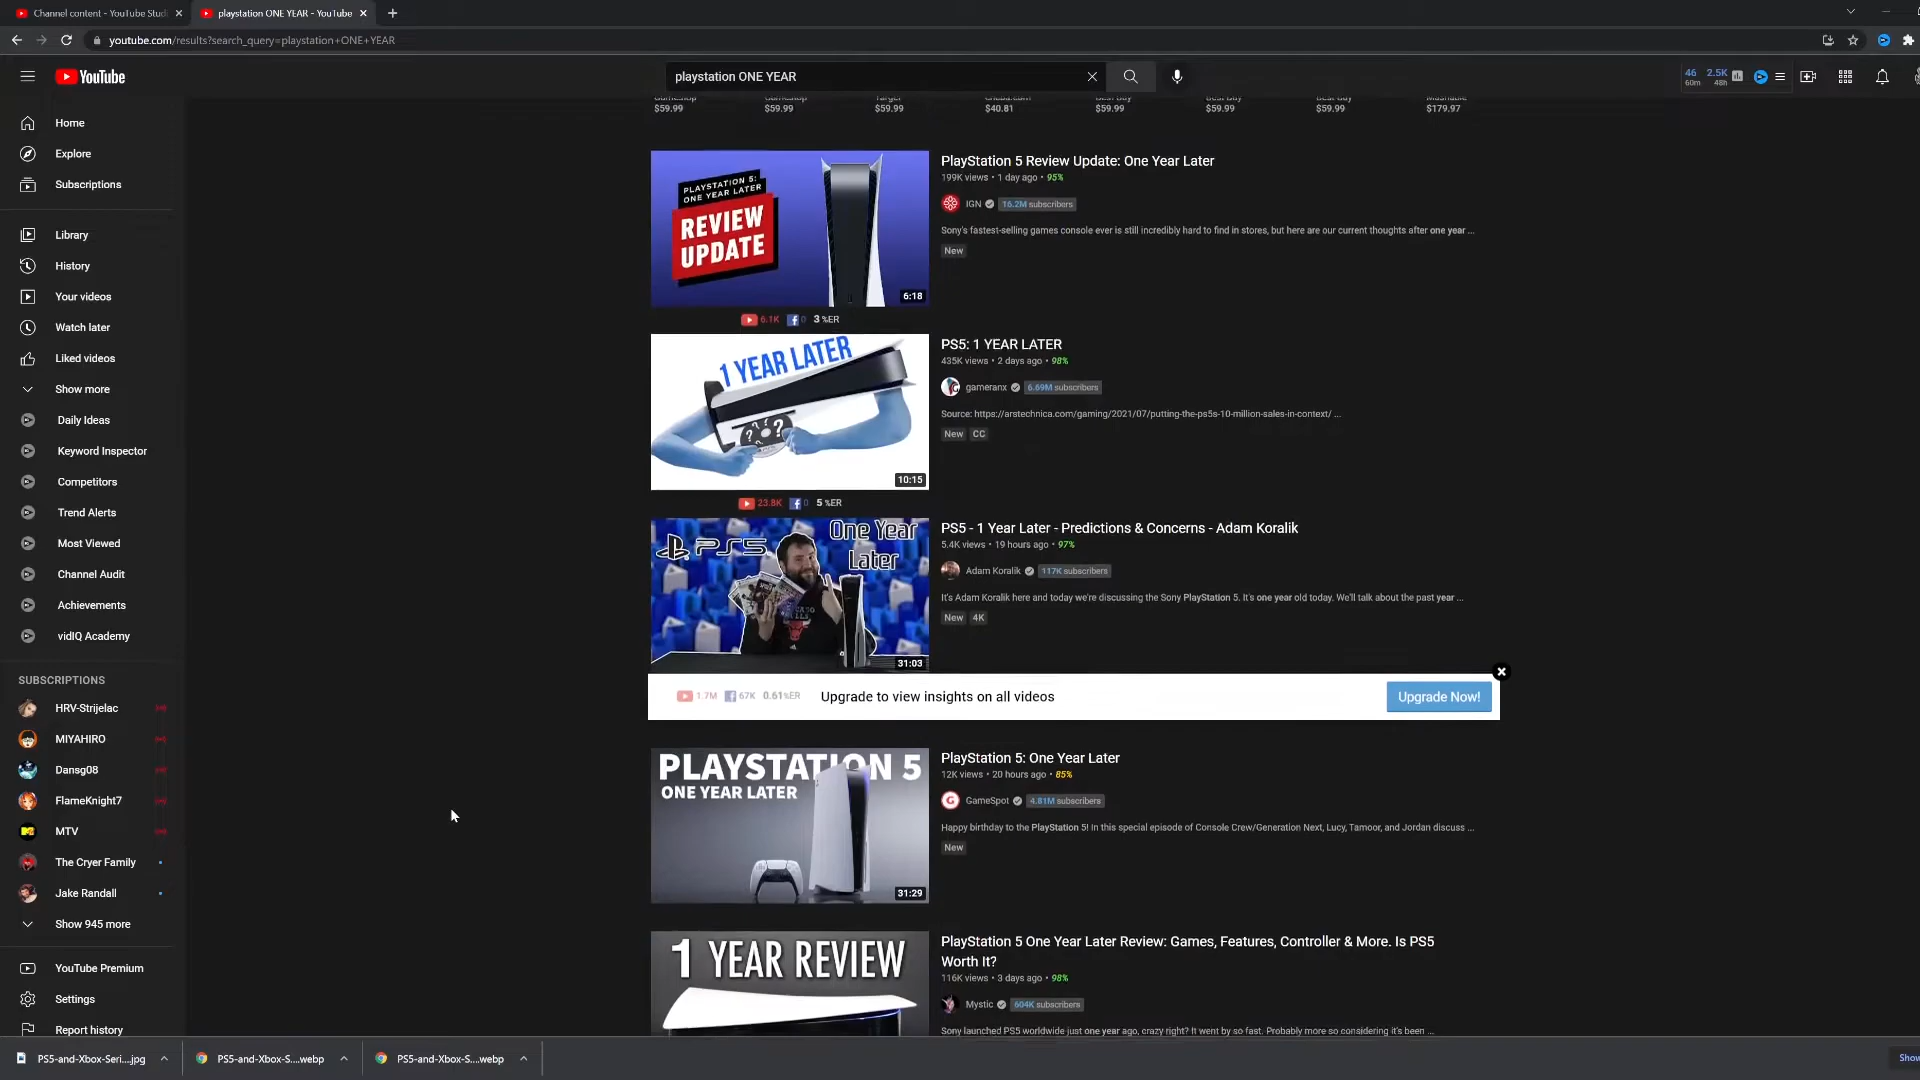 Channel content - YouTube Studi
playstation ONE YEAR - YouTube
youtube.com/results?search_query=playstation+ONE+YEAR
YouTube
playstation ONE YEAR
46 2.5K
60m 48h
Home
Explore
Subscriptions
Library
History
Your videos
Watch later
Liked videos
Show more
Daily Ideas
Keyword Inspector
Competitors
Trend Alerts
Most Viewed
Channel Audit
Achievements
vidIQ Academy
SUBSCRIPTIONS
HRV-Strijelac
MIYAHIRO
Dansg08
FlameKnight7
MTV
The Cryer Family
Jake Randall
Show 945 more
YouTube Premium
Settings
Report history
$59.99 $59.99 $59.99 $40.81 $59.99 $59.99 $59.99 $179.97
PLAYSTATION 5:
ONE YEAR LATER
REVIEW
UPDATE
6:18
PlayStation 5 Review Update: One Year Later
199K views • 1 day ago • 95%
IGN 16.2M subscribers
Sony's fastest-selling games console ever is still incredibly hard to find in stores, but here are our current thoughts after one year ...
New
6.1K 0 3 %ER
1 YEAR LATER
? ? ? ?
10:15
PS5: 1 YEAR LATER
435K views • 2 days ago • 98%
gameranx 6.69M subscribers
Source: https://arstechnica.com/gaming/2021/07/putting-the-ps5s-10-million-sales-in-context/ ...
New CC
23.8K 0 5 %ER
PS5
One Year
Later
31:03
PS5 - 1 Year Later - Predictions & Concerns - Adam Koralik
5.4K views • 19 hours ago • 97%
Adam Koralik 117K subscribers
It's Adam Koralik here and today we're discussing the Sony PlayStation 5. It's one year old today. We'll talk about the past year ...
New 4K
1.7M 67K 0.61%ER Upgrade to view insights on all videos Upgrade Now!
PLAYSTATION 5
ONE YEAR LATER
31:29
PlayStation 5: One Year Later
12K views • 20 hours ago • 85%
GameSpot 4.81M subscribers
Happy birthday to the PlayStation 5! In this special episode of Console Crew/Generation Next, Lucy, Tamoor, and Jordan discuss ...
New
1 YEAR REVIEW
PlayStation 5 One Year Later Review: Games, Features, Controller & More. Is PS5
Worth It?
116K views • 3 days ago • 98%
Mystic 604K subscribers
Sony launched PS5 worldwide just one year ago, crazy right? It went by so fast. Probably more so considering it's been ...
PS5-and-Xbox-Seri....jpg
PS5-and-Xbox-S....webp
PS5-and-Xbox-S....webp
Show